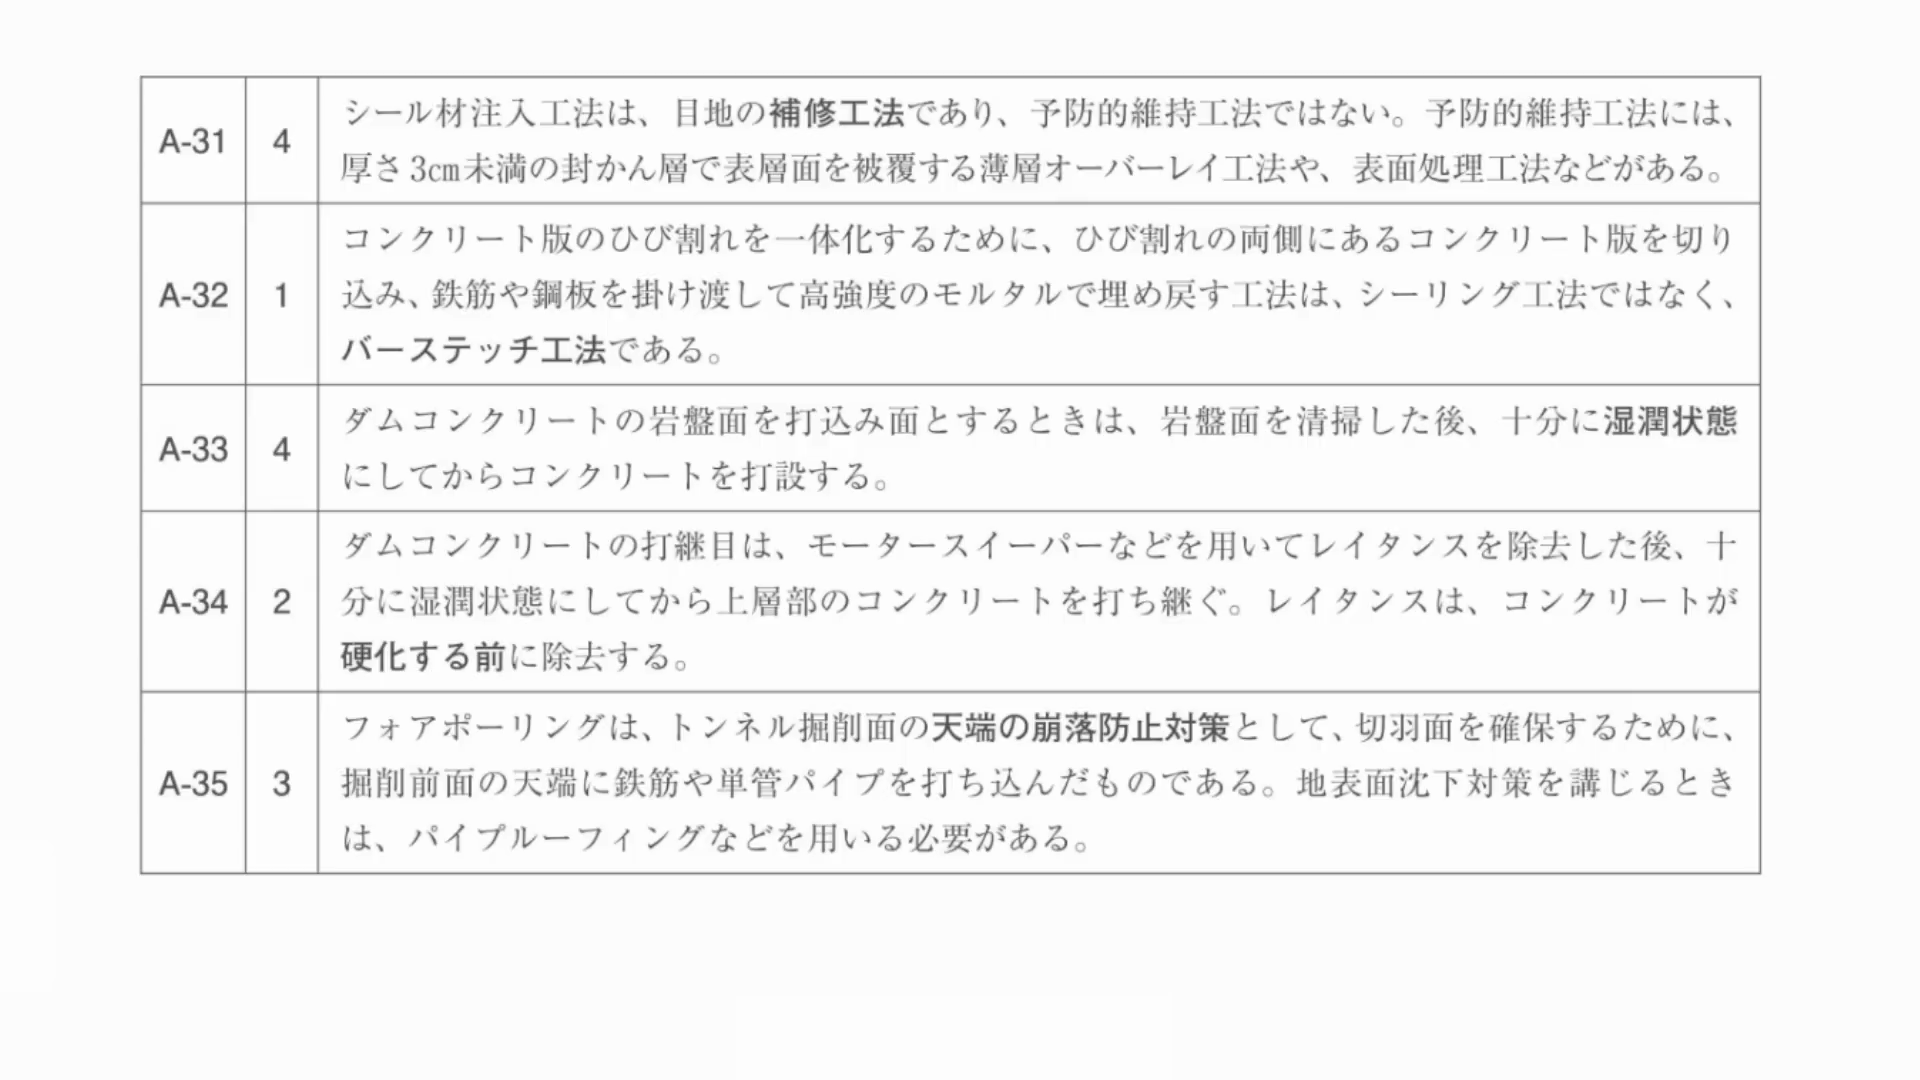 A-31 4 シール材注入工法は、目地の補修工法であり、予防的維持工法ではない。予防的維持工法には、
厚さ3cm未満の封かん層で表層面を被覆する薄層オーバーレイ工法や、表面処理工法などがある。
A-32 1 コンクリート版のひび割れを一体化するために、ひび割れの両側にあるコンクリート版を切り
込み、鉄筋や鋼板を掛け渡して高強度のモルタルで埋め戻す工法は、シーリング工法ではなく、
バーステッチ工法である。
A-33 4 ダムコンクリートの岩盤面を打込み面とするときは、岩盤面を清掃した後、十分に湿潤状態
にしてからコンクリートを打設する。
A-34 2 ダムコンクリートの打継目は、モータースイーパーなどを用いてレイタンスを除去した後、十
分に湿潤状態にしてから上層部のコンクリートを打ち継ぐ。レイタンスは、コンクリートが
硬化する前に除去する。
A-35 3 フォアポーリングは、トンネル掘削面の天端の崩落防止対策として、切羽面を確保するために、
掘削前面の天端に鉄筋や単管パイプを打ち込んだものである。地表面沈下対策を講じるとき
は、パイプルーフィングなどを用いる必要がある。